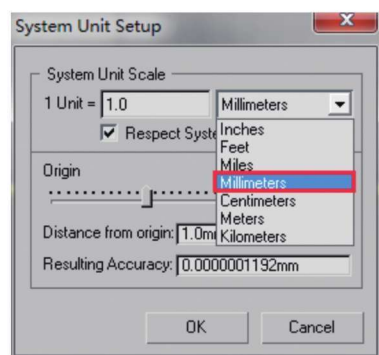 System Unit Setup
System Unit Scale
1 Unit = 1.0 Millimeters
Respect Syste
Inches
Feet
Miles
Millimeters
Centimeters
Meters
Kilometers
Origin
Distance from origin: 1.0m
Resulting Accuracy: 0.0000001192mm
OK Cancel